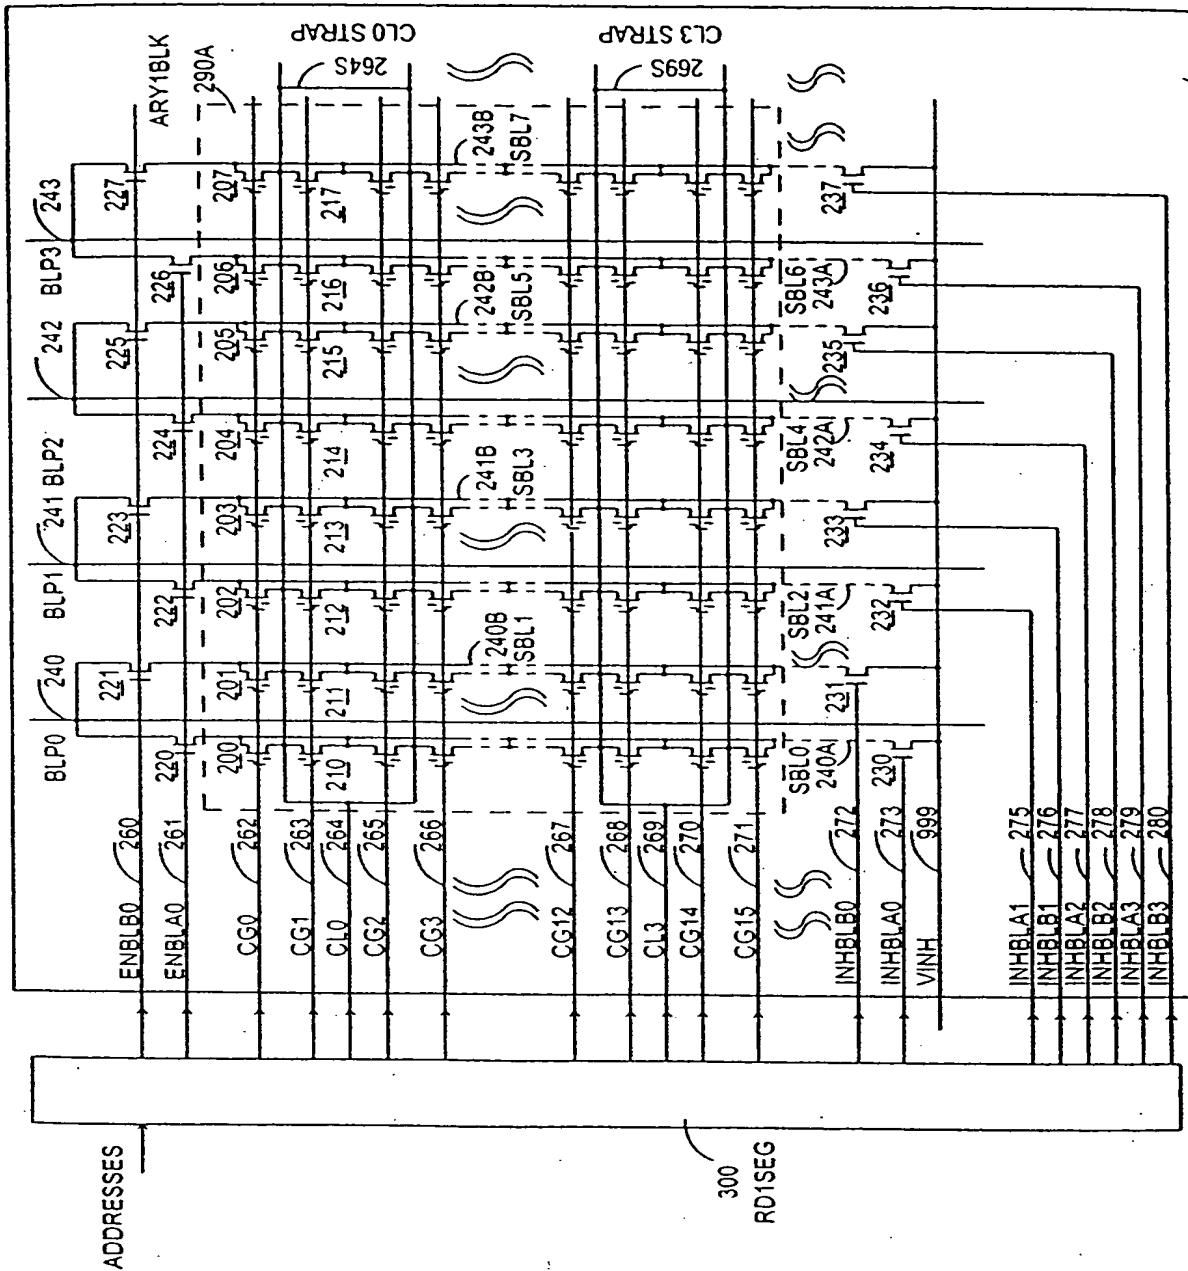 BLP0
240
BLP1
241
BLP2
242
BLP3
243
ARY1BLK
290A
CL0 STRAP
264S
CL3 STRAP
269S
221
223
225
227
220
222
224
226
200
201
202
203
204
205
206
207
210
211
212
213
214
215
216
217
240B
SBL1
241B
SBL3
242B
SBL5
243B
SBL7
SBL0
240A
SBL2
241A
SBL4
242A
SBL6
243A
231
233
235
237
230
232
234
236
ENBLB0
260
ENBLA0
261
CG0
262
CG1
263
CL0
264
CG2
265
CG3
266
CG12
267
CG13
268
CL3
269
CG14
270
CG15
271
INHBLB0
272
INHBLA0
273
VINH
999
INHBLA1
275
INHBLB1
276
INHBLA2
277
INHBLB2
278
INHBLA3
279
INHBLB3
280
ADDRESSES
300
RD1SEG